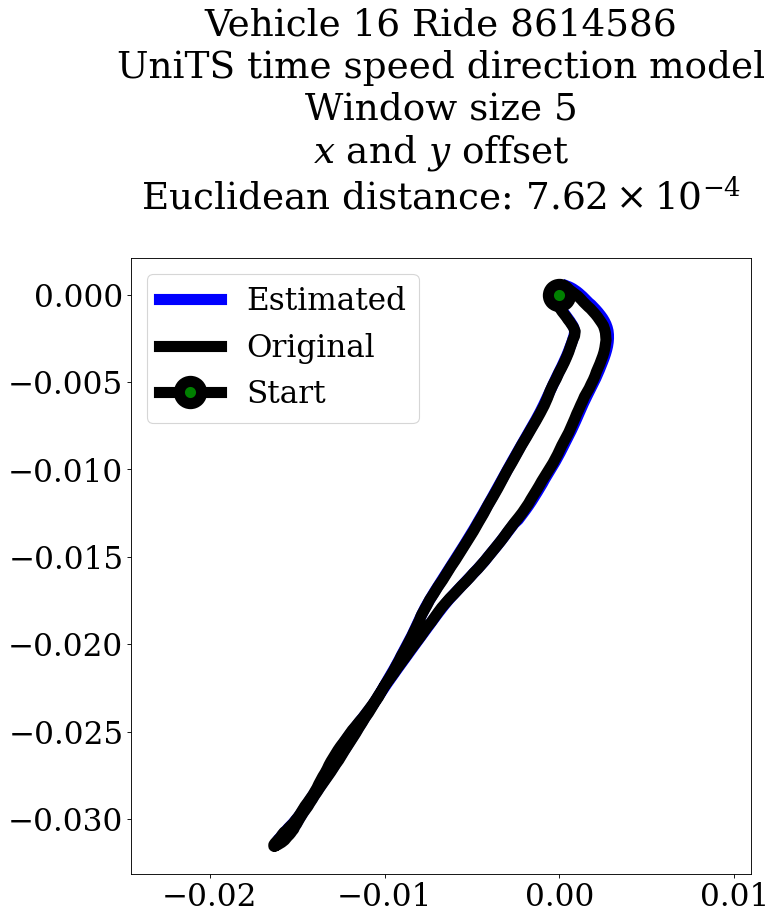 Vehicle 16 Ride 8614586
UniTS time speed direction model
Window size 5
x and y offset
Euclidean distance: 7.62 × 10⁻⁴
Estimated
Original
Start
0.000
−0.005
−0.010
−0.015
−0.020
−0.025
−0.030
−0.02 −0.01 0.00 0.01